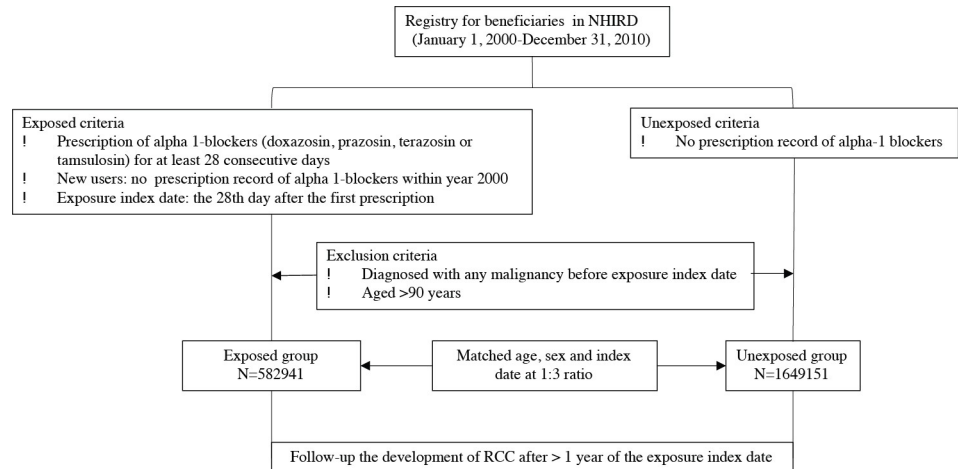 Registry for beneficiaries in NHIRD
(January 1, 2000-December 31, 2010)
Exposed criteria
! Prescription of alpha 1-blockers (doxazosin, prazosin, terazosin or
tamsulosin) for at least 28 consecutive days
! New users: no prescription record of alpha 1-blockers within year 2000
! Exposure index date: the 28th day after the first prescription
Unexposed criteria
! No prescription record of alpha-1 blockers
Exclusion criteria
! Diagnosed with any malignancy before exposure index date
! Aged >90 years
Exposed group
N=582941
Matched age, sex and index
date at 1:3 ratio
Unexposed group
N=1649151
Follow-up the development of RCC after > 1 year of the exposure index date